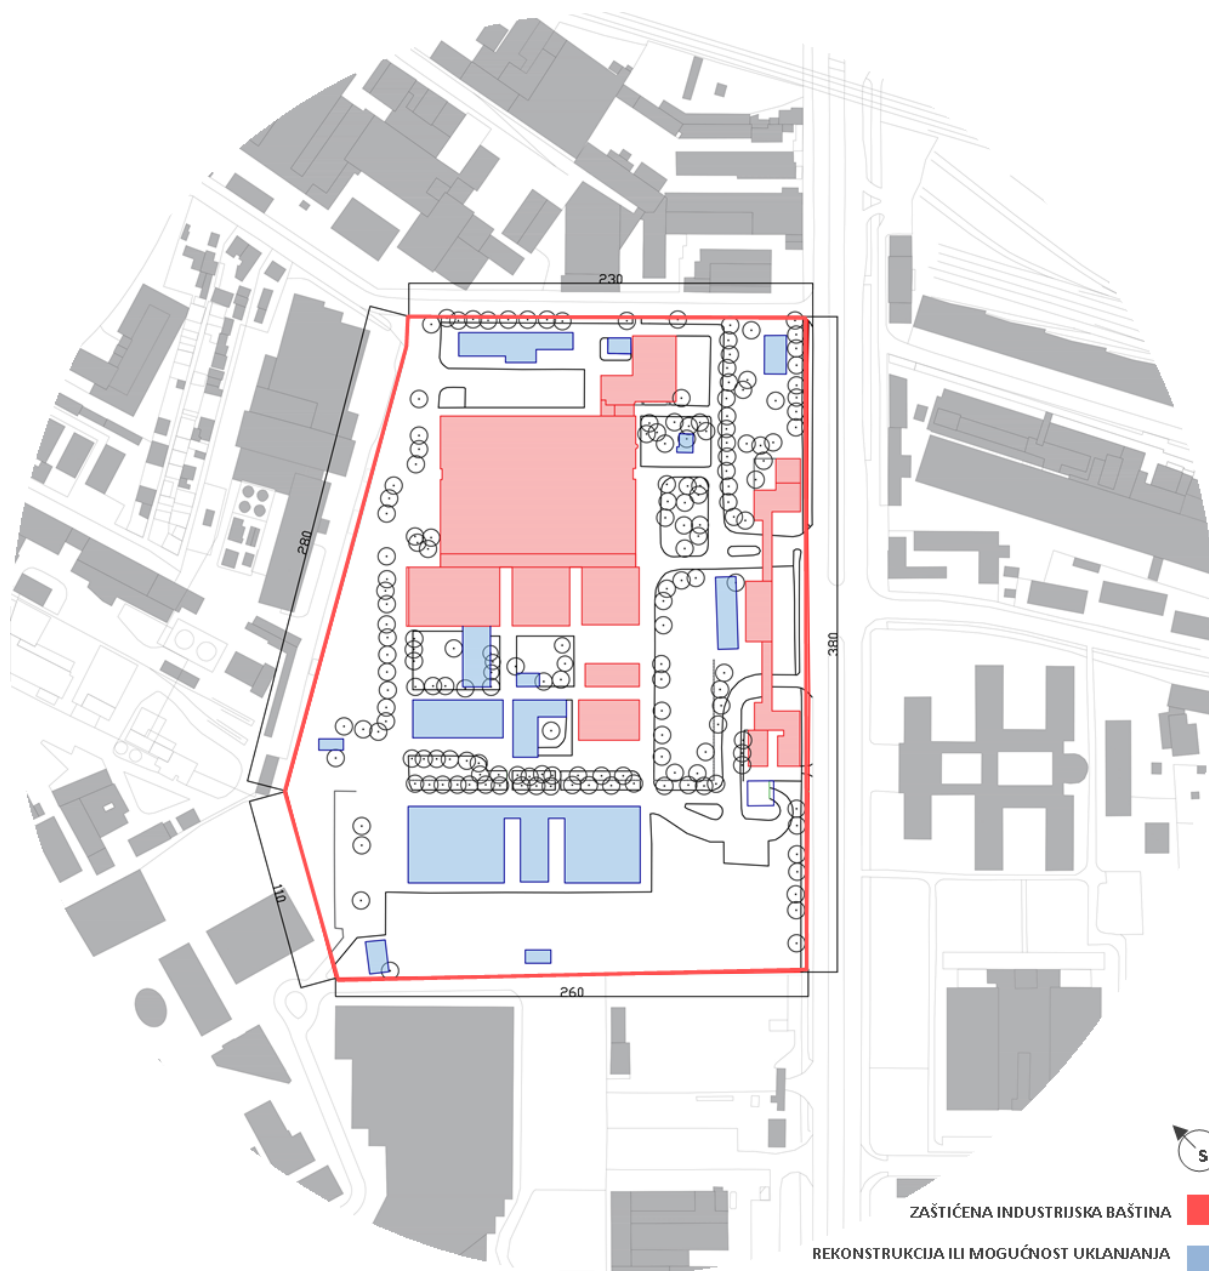 230
280
380
110
260
S
ZAŠTIĆENA INDUSTRIJSKA BAŠTINA
REKONSTRUKCIJA ILI MOGUĆNOST UKLANJANJA